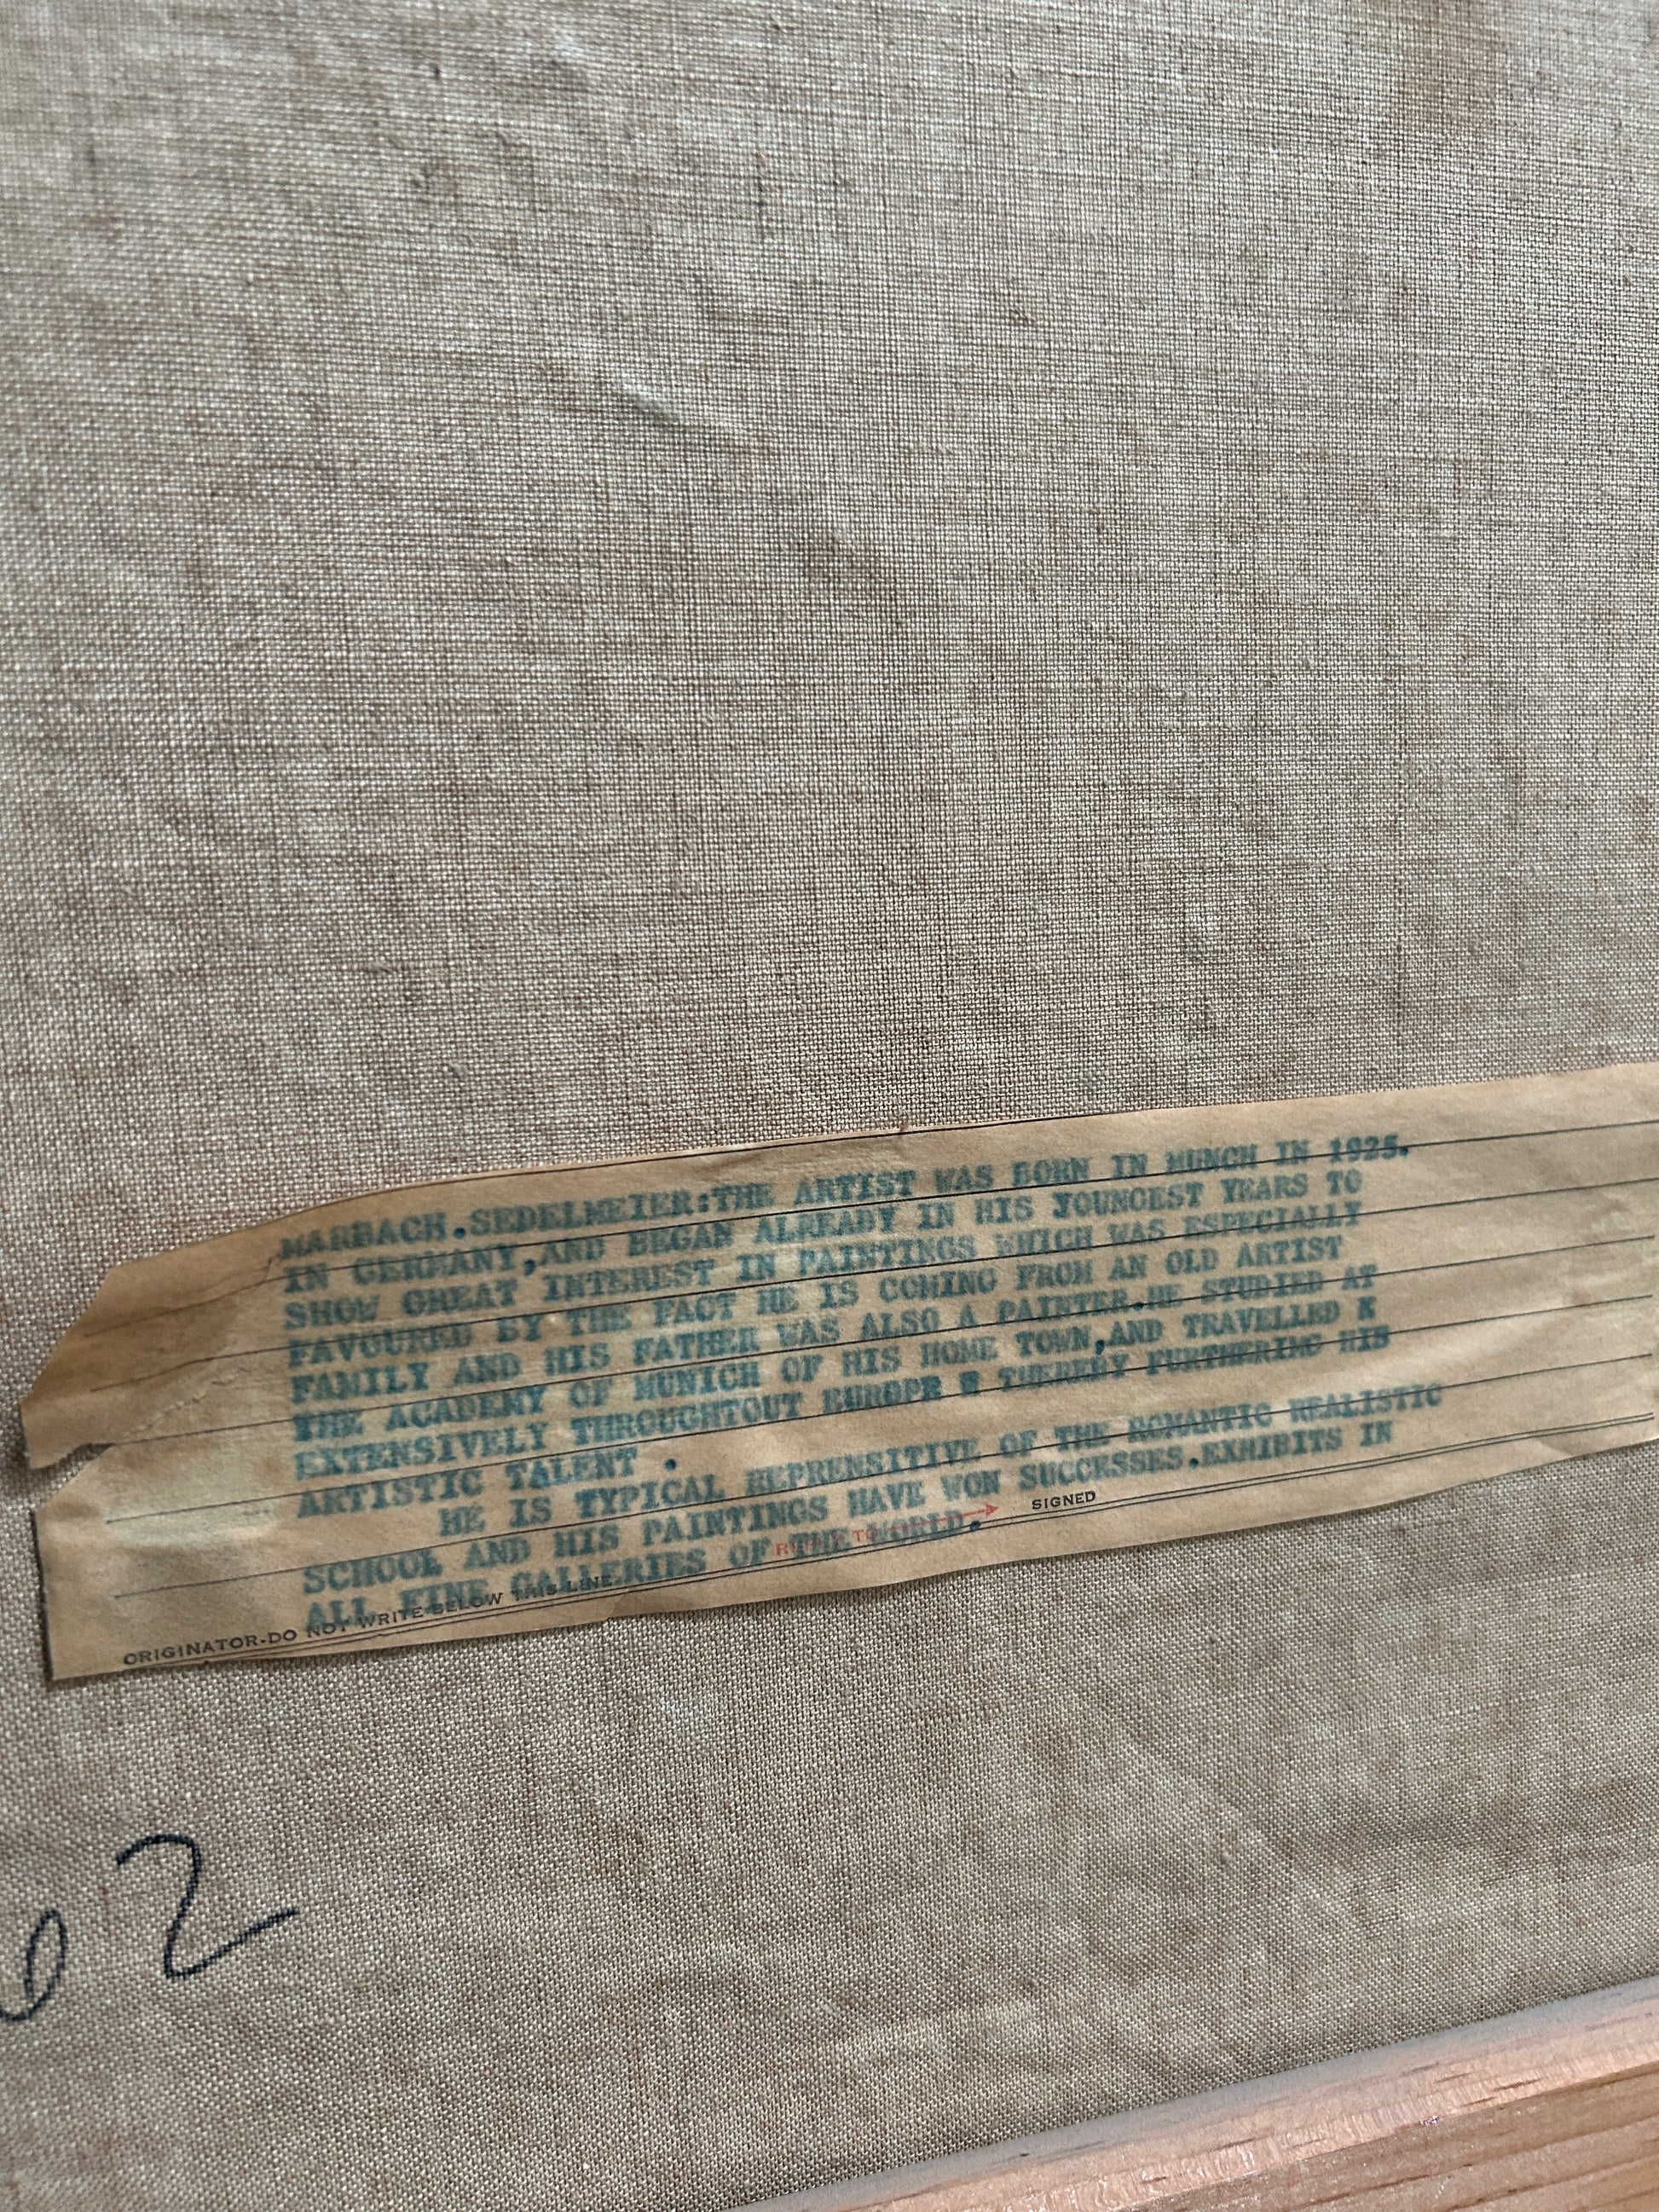 MARBACH.SEDELMEIER:THE ARTIST WAS BORN IN MUNCH IN 1925.
IN GERMANY,AND BEGAN ALREADY IN HIS YOUNGEST YEARS TO
SHOW GREAT INTEREST IN PAINTINGS WHICH WAS ESPECIALLY
FAVOURED BY THE FACT HE IS COMING FROM AN OLD ARTIST
FAMILY AND HIS FATHER WAS ALSO A PAINTER.HE STUDIED AT
THE ACADEMY OF MUNICH OF HIS HOME TOWN,AND TRAVELLED
EXTENSIVELY THROUGHTOUT EUROPE THEREBY FURTHERING HIS
ARTISTIC TALENT .
HE IS TYPICAL REPRENSITIVE OF THE ROMANTIC REALISTIC
SCHOOL AND HIS PAINTINGS HAVE WON SUCCESSES.EXHIBITS IN
ALL FINE GALLERIES OF THE WORLD.
TO SIGNED
ORIGINATOR-DO NOT WRITE BELOW THIS LINE
62